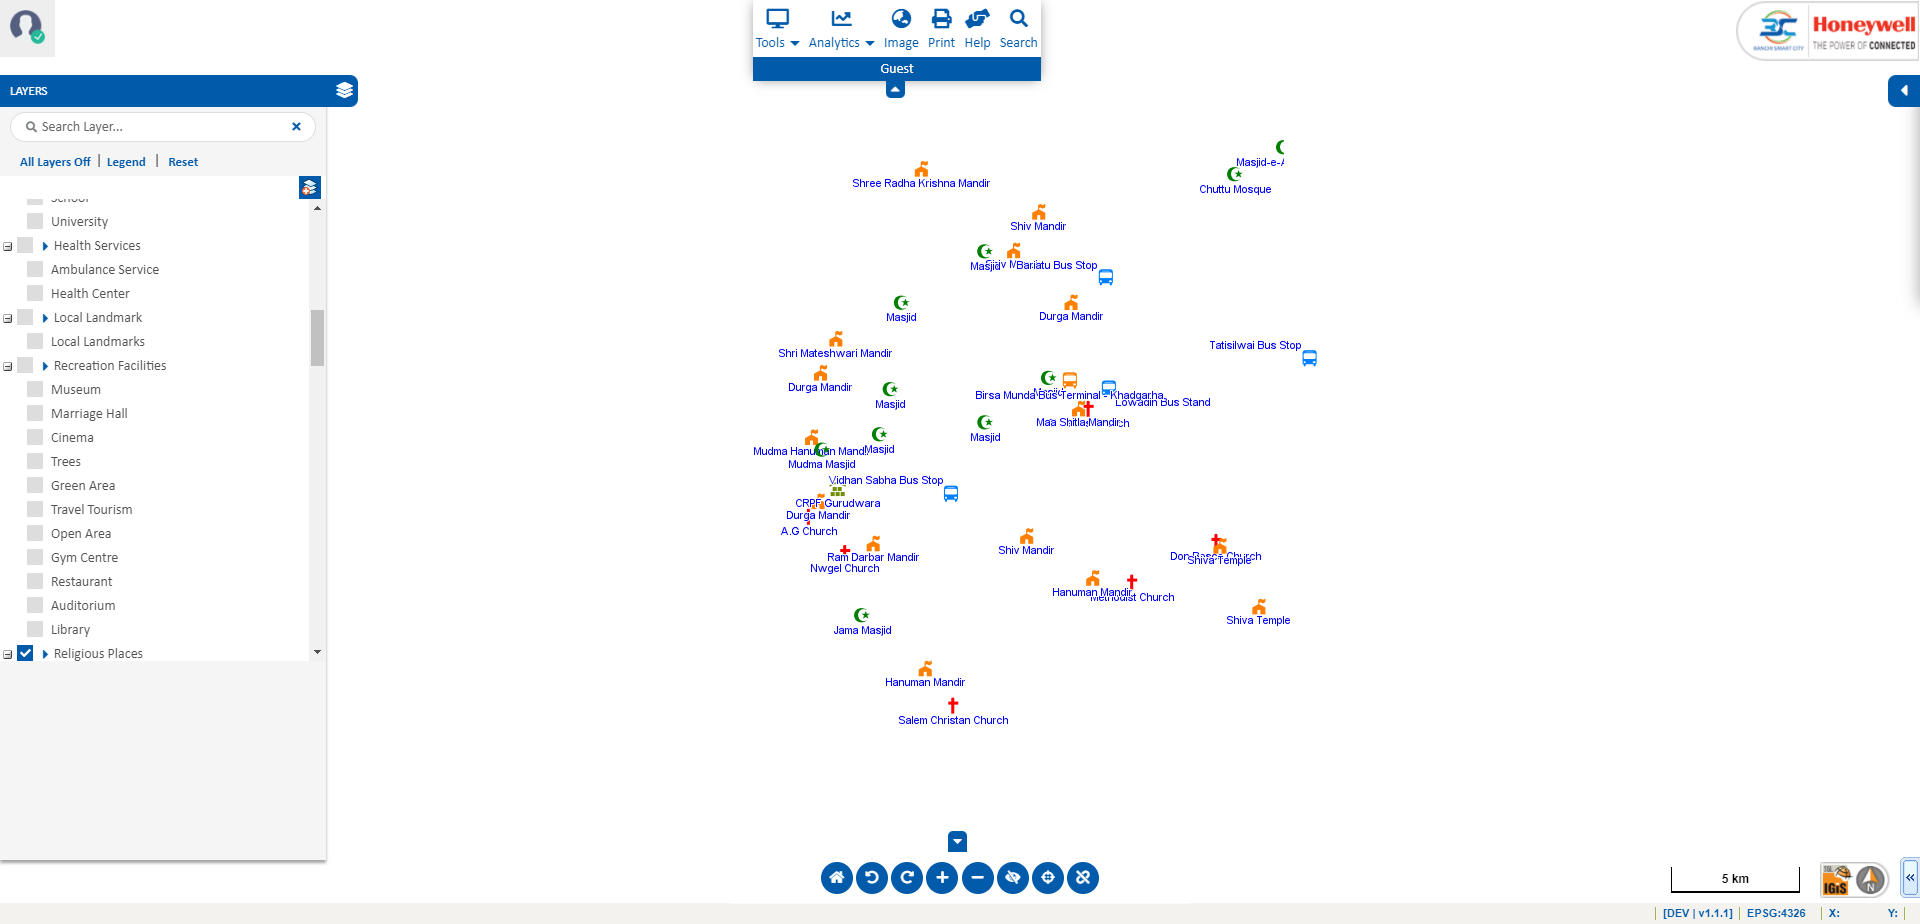 Tools
Analytics
Image
Print
Help
Search
Guest
RANCHI SMART CITY
Honeywell
THE POWER OF CONNECTED
LAYERS
Search Layer...
All Layers Off | Legend | Reset
School
University
Health Services
Ambulance Service
Health Center
Local Landmark
Local Landmarks
Recreation Facilities
Museum
Marriage Hall
Cinema
Trees
Green Area
Travel Tourism
Open Area
Gym Centre
Restaurant
Auditorium
Library
Religious Places
Masjid-e-A
Shree Radha Krishna Mandir
Chuttu Mosque
Shiv Mandir
Masjid
Bariatu Bus Stop
Masjid
Durga Mandir
Tatisilwai Bus Stop
Shri Mateshwari Mandir
Durga Mandir
Masjid
Birsa Munda Bus Terminal - Khadgarha
Lowadih Bus Stand
Maa Shitla Mandir
Masjid
Masjid
Mudma Hanuman Mandir
Mudma Masjid
Vidhan Sabha Bus Stop
CRPF Gurudwara
Durga Mandir
A.G Church
Shiv Mandir
Ram Darbar Mandir
Nwgel Church
Shiva Temple
Hanuman Mandir
Methodist Church
Shiva Temple
Jama Masjid
Hanuman Mandir
Salem Christan Church
5 km
IGiS
N
[DEV | v1.1.1]
EPSG:4326
X:
Y: